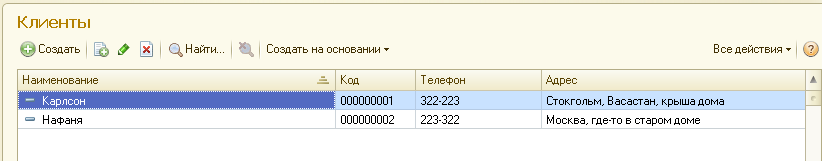 Клиенты
Создать Найти... Создать на основании Все действия ?
Наименование Код Телефон Адрес
Карлсон 000000001 322-223 Стокгольм, Васастан, крыша дома
Нафаня 000000002 223-322 Москва, где-то в старом доме